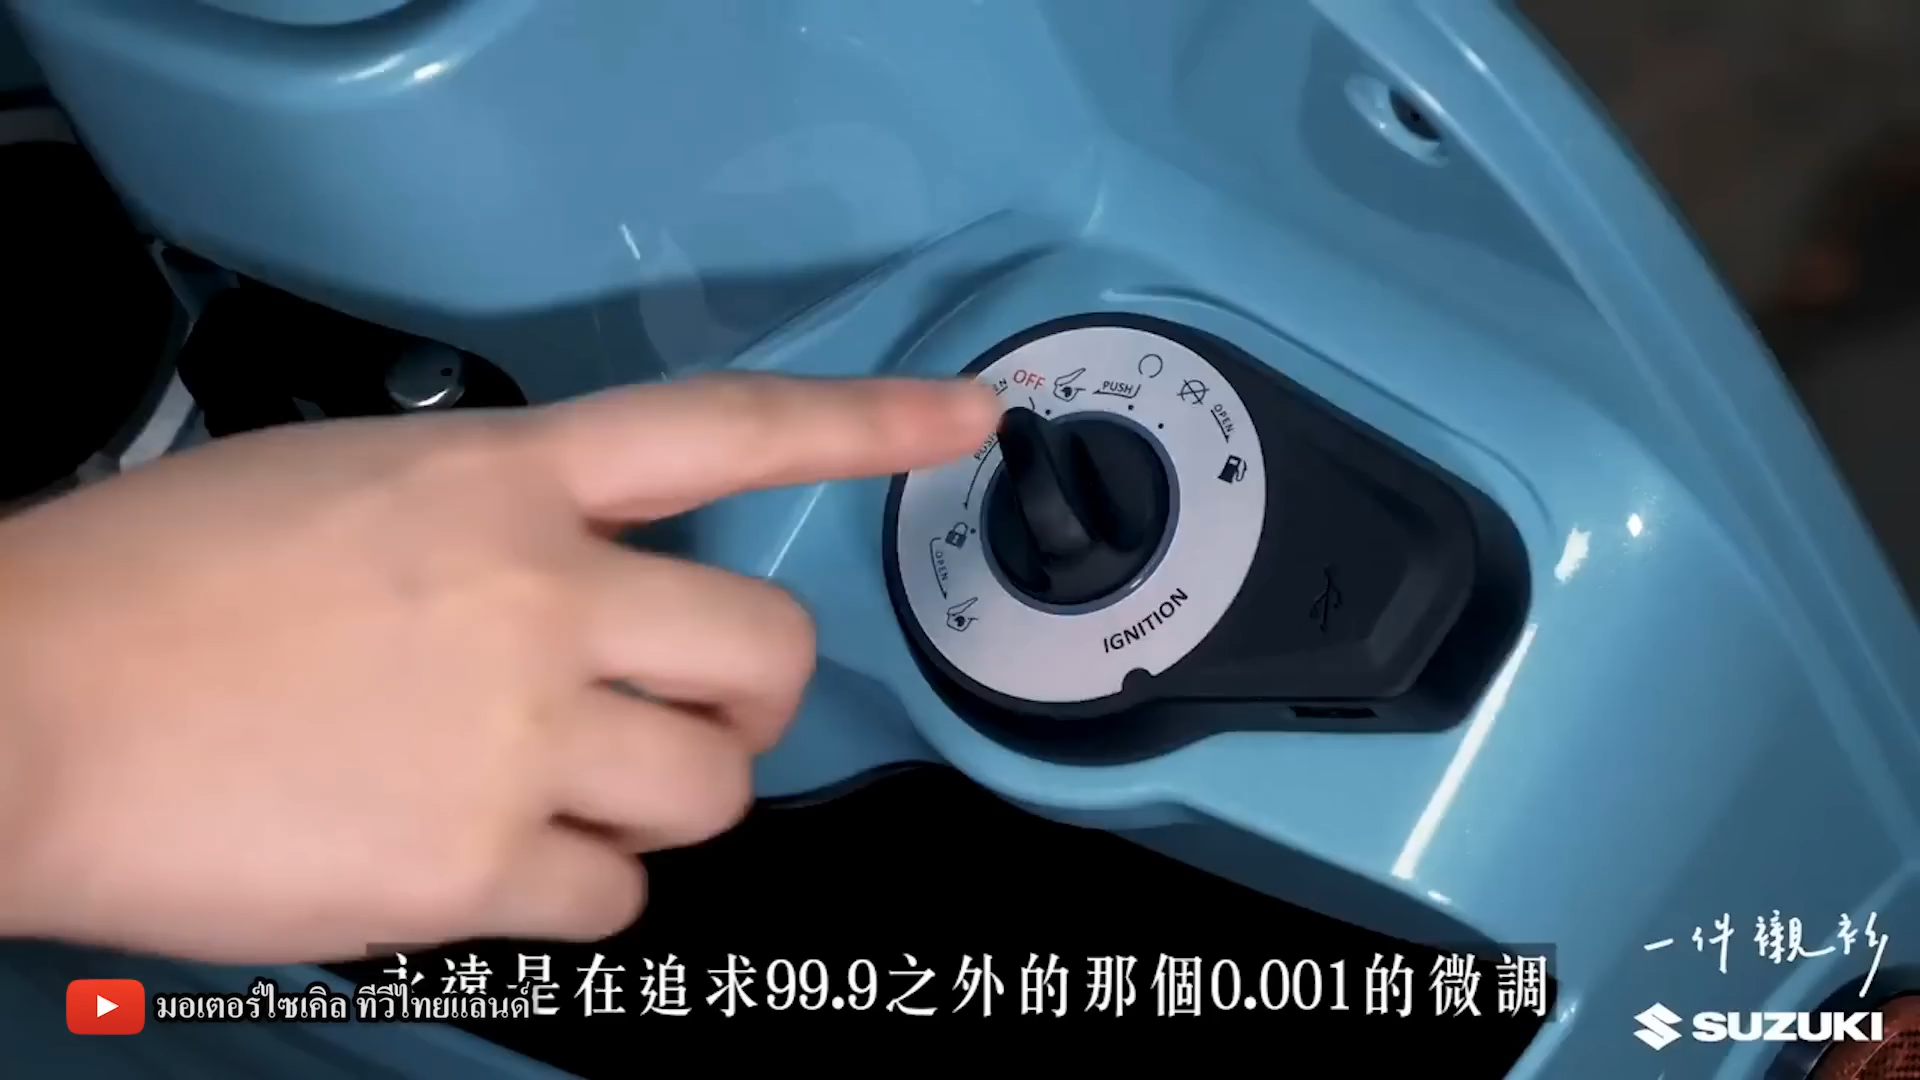 OFF
PUSH
OPEN
PUSH
OPEN
IGNITION
一件襯衫
永遠是在追求99.9之外的那個0.001的微調
มอเตอร์ไซเคิล ทีวีไทยแลนด์
SUZUKI